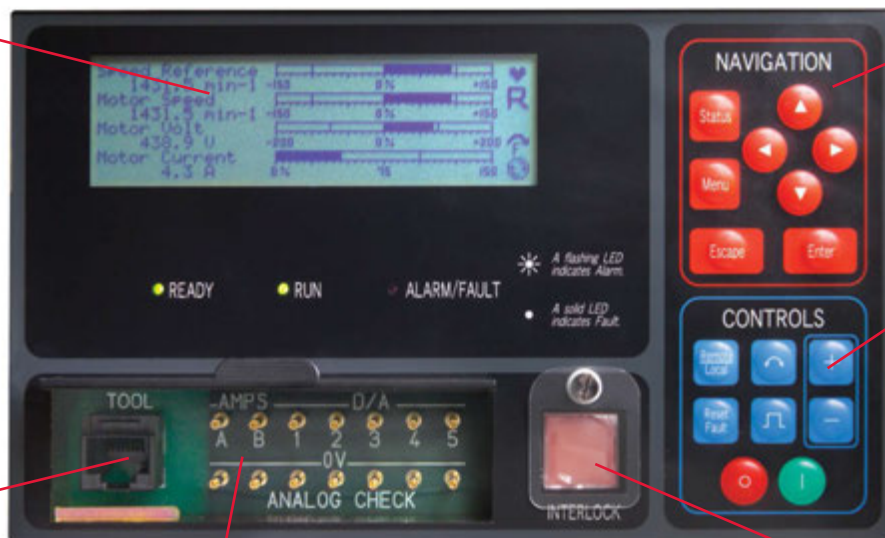 Speed Reference
1431.5 min-1
-150 0% +150
R
Motor Speed
1431.5 min-1
-150 0% +150
Motor Volt
438.9 V
-200 0% +200
Motor Current
4.3 A
0% 75 150
READY
RUN
ALARM/FAULT
A flashing LED
indicates Alarm.
A solid LED
indicates Fault.
NAVIGATION
Status
Menu
Escape
Enter
CONTROLS
Remote
Local
+
Reset
Fault
−
O
I
TOOL
AMPS D/A
A B 1 2 3 4 5
0V
ANALOG CHECK
INTERLOCK